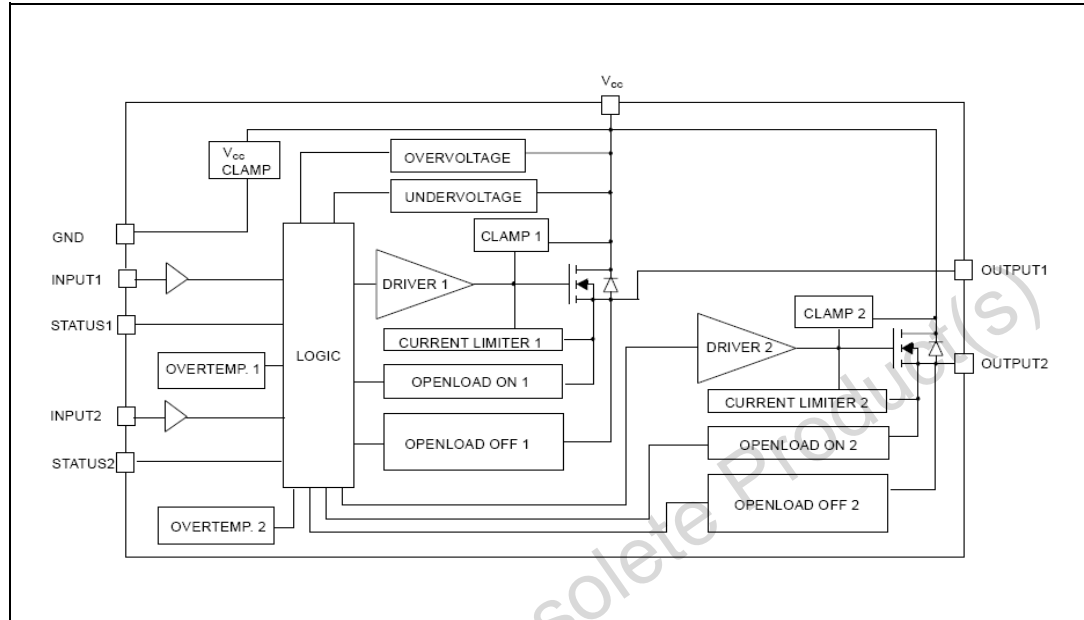 Vcc
Vcc
CLAMP
OVERVOLTAGE
UNDERVOLTAGE
GND
CLAMP 1
INPUT1
DRIVER 1
OUTPUT1
STATUS1
CLAMP 2
LOGIC
CURRENT LIMITER 1
DRIVER 2
OVERTEMP. 1
OPENLOAD ON 1
OUTPUT2
CURRENT LIMITER 2
INPUT2
OPENLOAD OFF 1
OPENLOAD ON 2
STATUS2
OPENLOAD OFF 2
OVERTEMP. 2
solete Product(s)